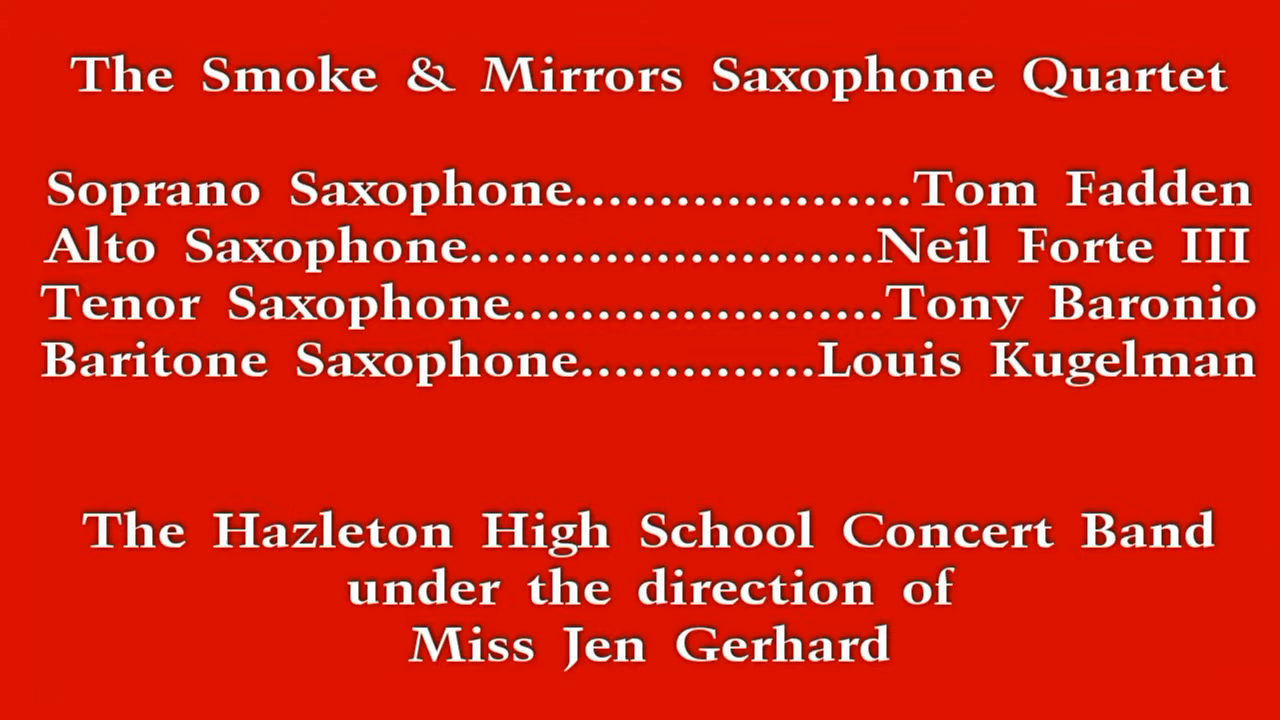 The Smoke & Mirrors Saxophone Quartet
Soprano Saxophone....................Tom Fadden
Alto Saxophone........................Neil Forte III
Tenor Saxophone......................Tony Baronio
Baritone Saxophone..............Louis Kugelman
The Hazleton High School Concert Band
under the direction of
Miss Jen Gerhard